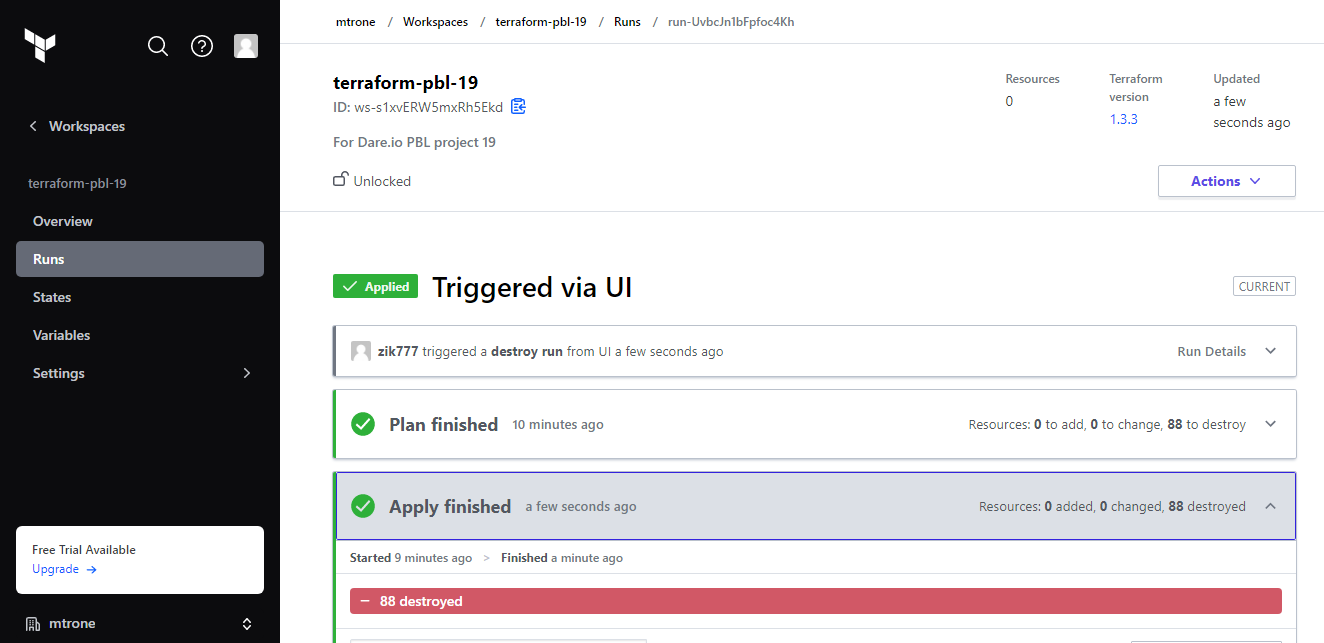 mtrone / Workspaces / terraform-pbl-19 / Runs / run-UvbcJn1bFpfoc4Kh
Workspaces
terraform-pbl-19
Overview
Runs
States
Variables
Settings
Free Trial Available
Upgrade →
mtrone
terraform-pbl-19
ID: ws-s1xvERW5mxRh5Ekd
For Dare.io PBL project 19
Unlocked
Resources
0
Terraform
version
1.3.3
Updated
a few
seconds ago
Actions
Applied
Triggered via UI
CURRENT
zik777 triggered a destroy run from UI a few seconds ago
Run Details
Plan finished 10 minutes ago
Resources: 0 to add, 0 to change, 88 to destroy
Apply finished a few seconds ago
Resources: 0 added, 0 changed, 88 destroyed
Started 9 minutes ago > Finished a minute ago
− 88 destroyed